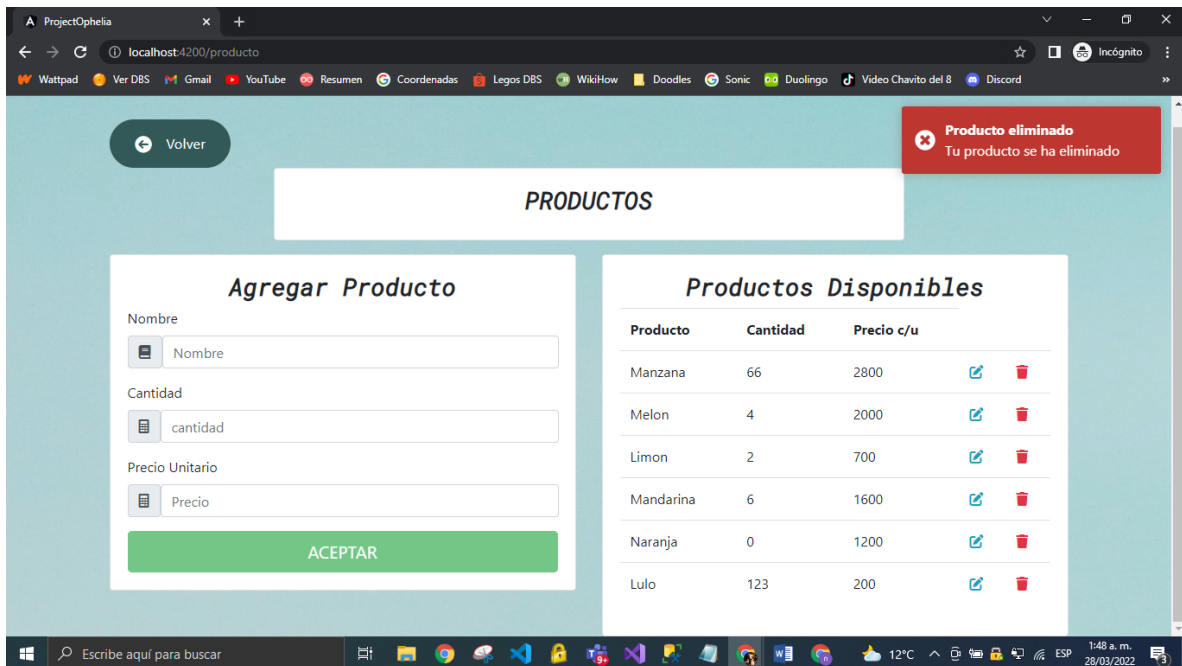 ProjectOphelia
localhost:4200/producto
Incógnito
Wattpad Ver DBS Gmail YouTube Resumen Coordenadas Legos DBS WikiHow Doodles Sonic Duolingo Video Chavito del 8 Discord »
Volver
Producto eliminado
Tu producto se ha eliminado
PRODUCTOS
Agregar Producto
Nombre
Nombre
Cantidad
cantidad
Precio Unitario
Precio
ACEPTAR
Productos Disponibles
Producto Cantidad Precio c/u
Manzana 66 2800
Melon 4 2000
Limon 2 700
Mandarina 6 1600
Naranja 0 1200
Lulo 123 200
Escribe aquí para buscar
12°C
ESP
1:48 a. m.
28/03/2022